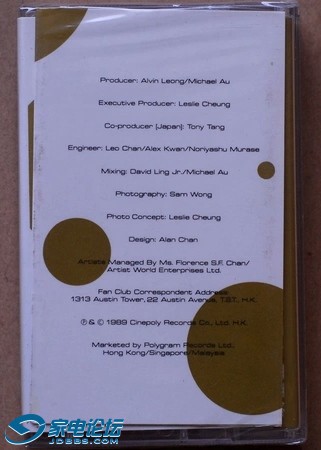 Producer: Alvin Leong/Michael Au
Executive Producer: Leslie Cheung
Co-producer (Japan): Tony Tang
Engineer: Leo Chan/Alex Kwan/Noriyashu Murase
Mixing: David Ling Jr./Michael Au
Photography: Sam Wong
Photo Concept: Leslie Cheung
Design: Alan Chan
Artiste Managed By Ms. Florence S.F. Chan/
Artist World Enterprises Ltd.
Fan Club Correspondent Address:
1313 Austin Tower, 22 Austin Avenue, T.S.T., H.K.
℗ & © 1989 Cinepoly Records Co., Ltd. H.K.
Marketed by Polygram Records Ltd.,
Hong Kong/Singapore/Malaysia
家电论坛
JDBBS.COM